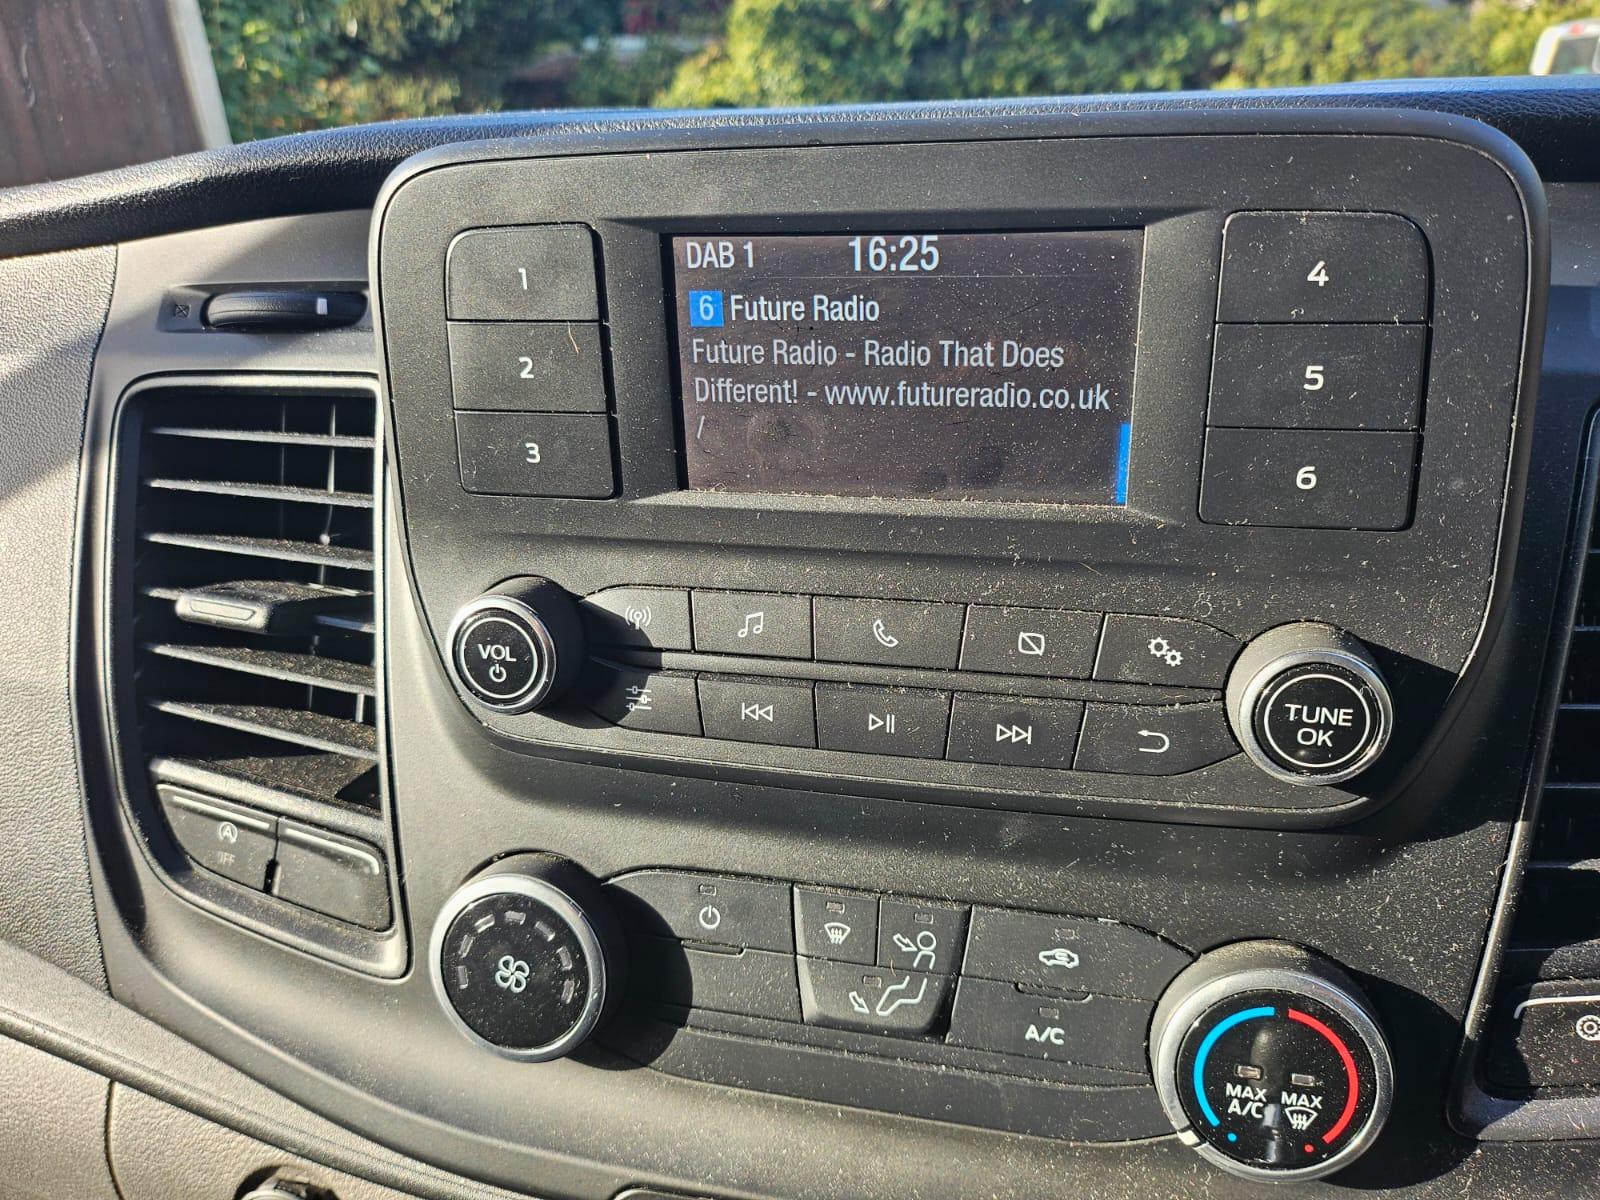 DAB 1 16:25
6 Future Radio
Future Radio - Radio That Does
Different! - www.futureradio.co.uk
/
1
2
3
4
5
6
VOL
TUNE
OK
A
OFF
A/C
MAX MAX
A/C